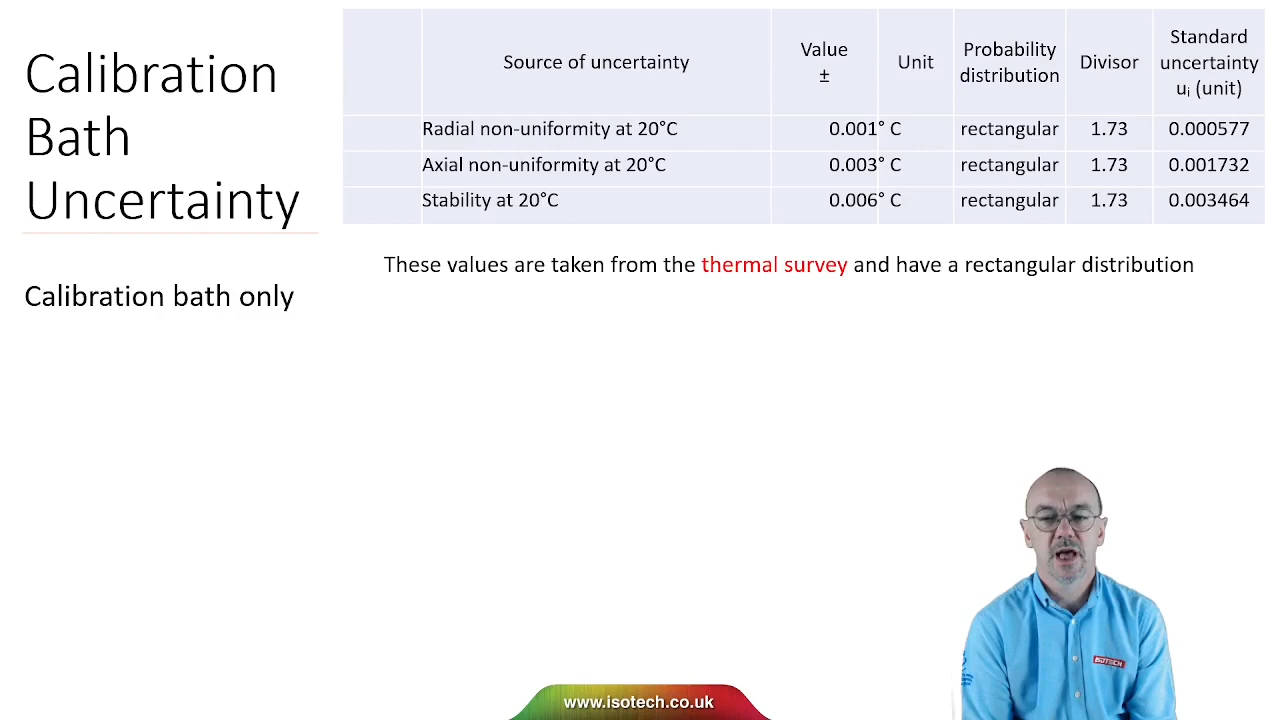 Calibration
Bath
Uncertainty
Calibration bath only
Source of uncertainty Value ± Unit Probability distribution Divisor Standard uncertainty uᵢ (unit)
Radial non-uniformity at 20°C 0.001 ° C rectangular 1.73 0.000577
Axial non-uniformity at 20°C 0.003 ° C rectangular 1.73 0.001732
Stability at 20°C 0.006 ° C rectangular 1.73 0.003464
These values are taken from the thermal survey and have a rectangular distribution
ISOTECH
www.isotech.co.uk